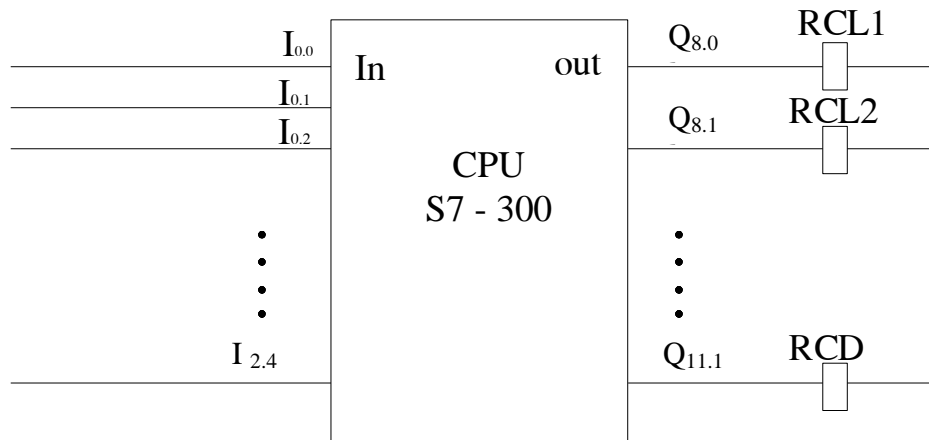 I0.0
In
out
Q8.0
RCL1
I0.1
I0.2
Q8.1
RCL2
CPU
S7 - 300
I 2.4
Q11.1
RCD